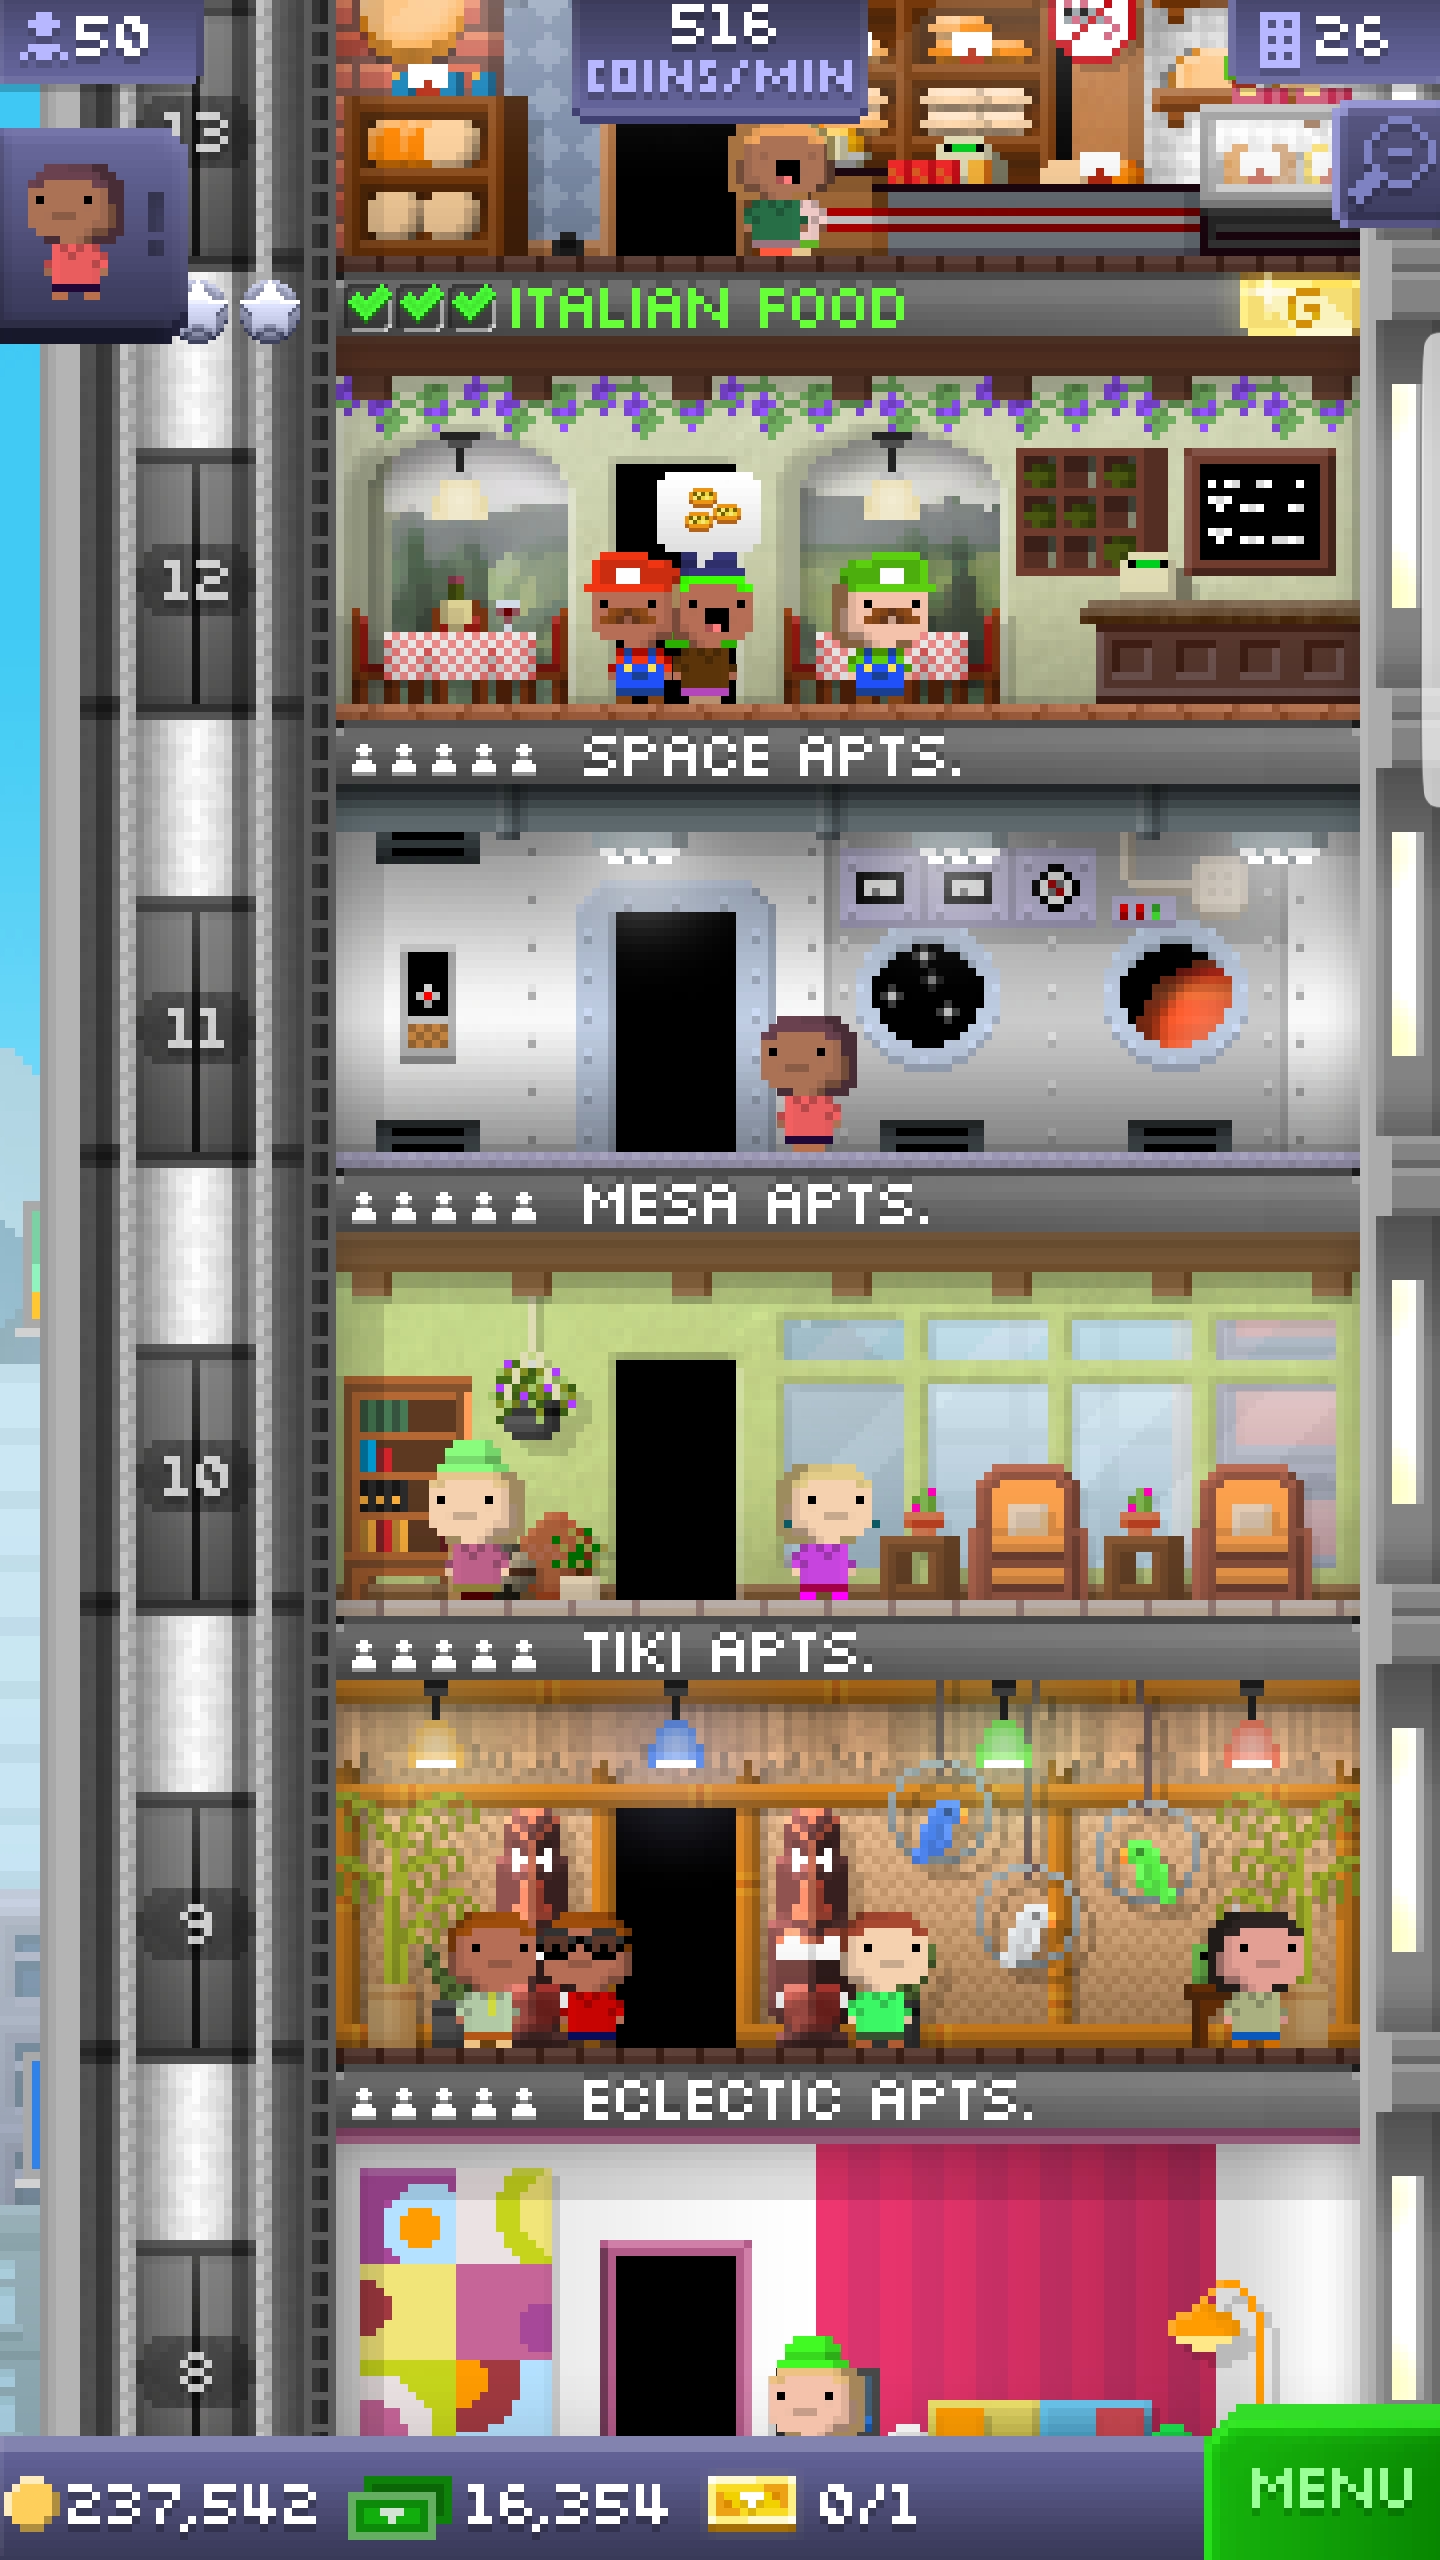 50
516
COINS/MIN
26
13
ITALIAN FOOD
G
12
SPACE APTS.
11
MESA APTS.
10
TIKI APTS.
9
ECLECTIC APTS.
8
237,542
16,354
0/1
MENU